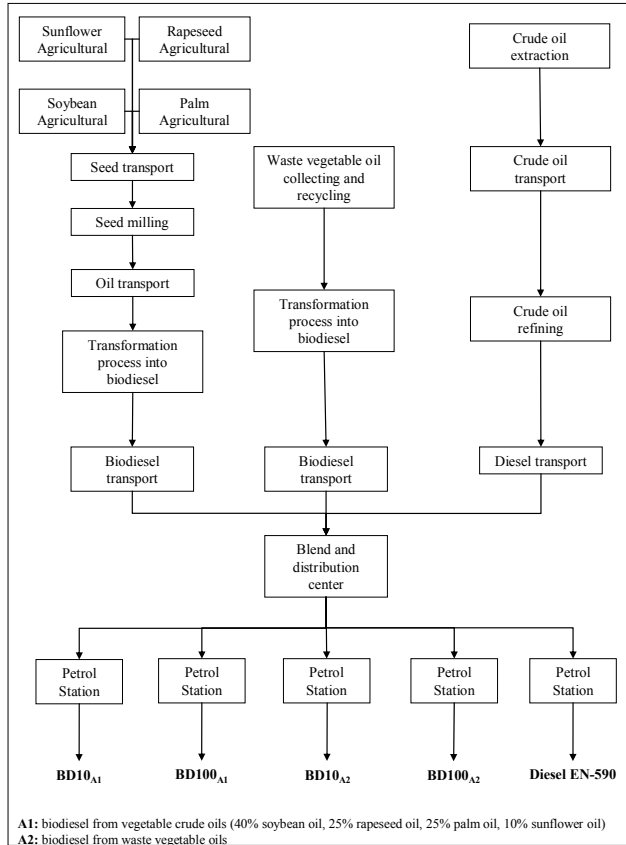 Sunflower
Agricultural
Rapeseed
Agricultural
Crude oil
extraction
Soybean
Agricultural
Palm
Agricultural
Seed transport
Waste vegetable oil
collecting and
recycling
Crude oil
transport
Seed milling
Oil transport
Transformation
process into
biodiesel
Transformation
process into
biodiesel
Crude oil
refining
Biodiesel
transport
Biodiesel
transport
Diesel transport
Blend and
distribution
center
Petrol
Station
Petrol
Station
Petrol
Station
Petrol
Station
Petrol
Station
BD10A1
BD100A1
BD10A2
BD100A2
Diesel EN-590
A1: biodiesel from vegetable crude oils (40% soybean oil, 25% rapeseed oil, 25% palm oil, 10% sunflower oil)
A2: biodiesel from waste vegetable oils